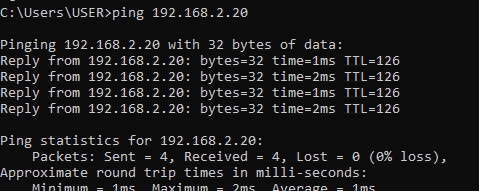 C:\Users\USER>ping 192.168.2.20
Pinging 192.168.2.20 with 32 bytes of data:
Reply from 192.168.2.20: bytes=32 time=1ms TTL=126
Reply from 192.168.2.20: bytes=32 time=2ms TTL=126
Reply from 192.168.2.20: bytes=32 time=1ms TTL=126
Reply from 192.168.2.20: bytes=32 time=2ms TTL=126
Ping statistics for 192.168.2.20:
Packets: Sent = 4, Received = 4, Lost = 0 (0% loss),
Approximate round trip times in milli-seconds:
Minimum = 1ms, Maximum = 2ms, Average = 1ms